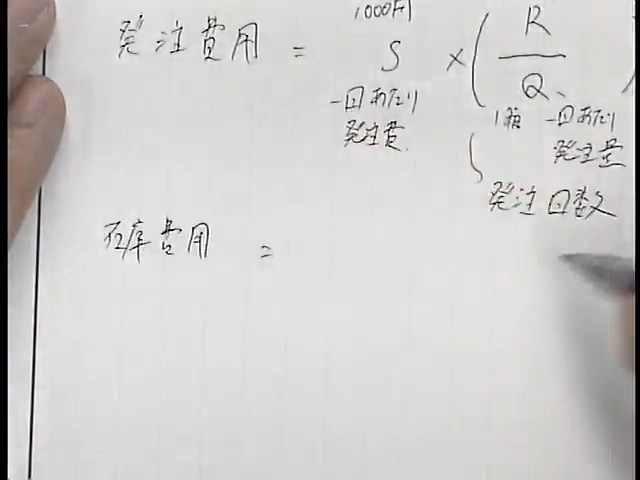 1000円
発注費用 = S × ( R / Q )
一回あたり
発注費
1箱 一回あたり
発注量
発注回数
在庫費用 =